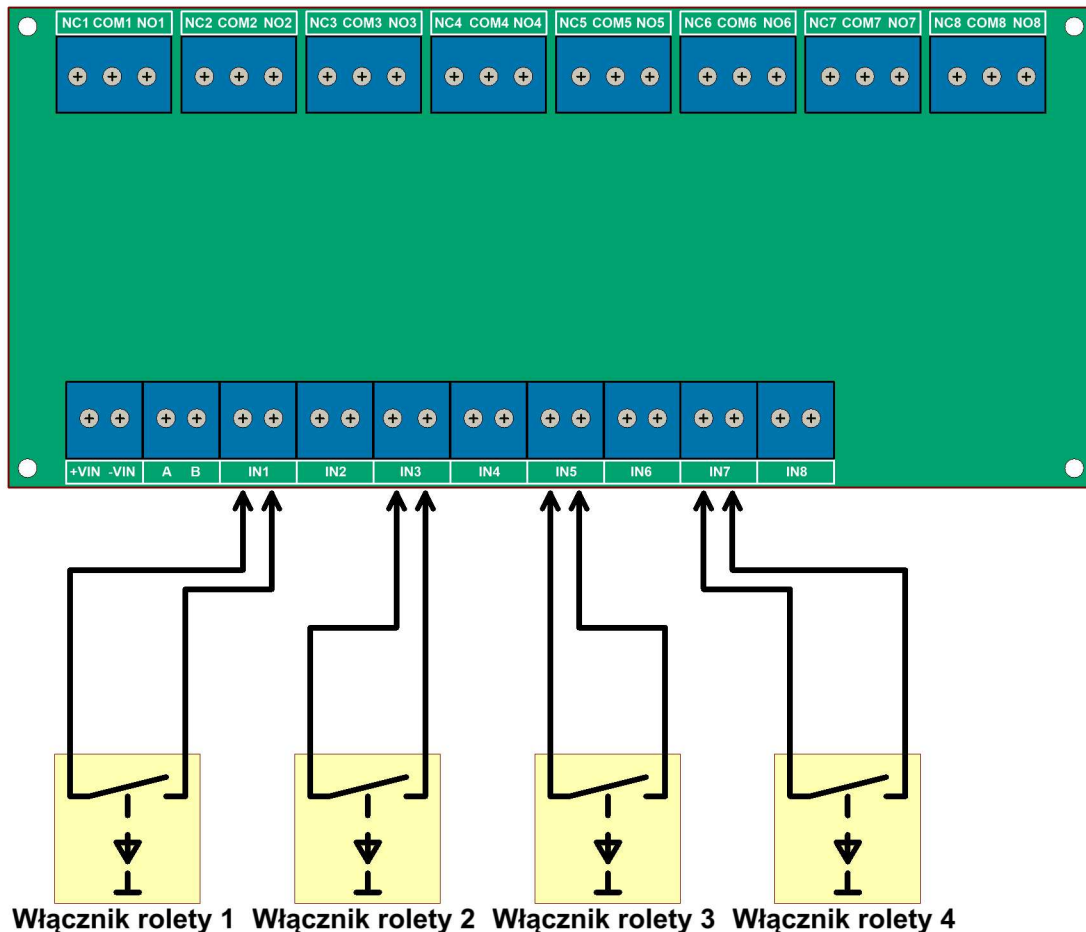 NC1 COM1 NO1 NC2 COM2 NO2 NC3 COM3 NO3 NC4 COM4 NO4 NC5 COM5 NO5 NC6 COM6 NO6 NC7 COM7 NO7 NC8 COM8 NO8
+VIN -VIN A B IN1 IN2 IN3 IN4 IN5 IN6 IN7 IN8
Włącznik rolety 1 Włącznik rolety 2 Włącznik rolety 3 Włącznik rolety 4